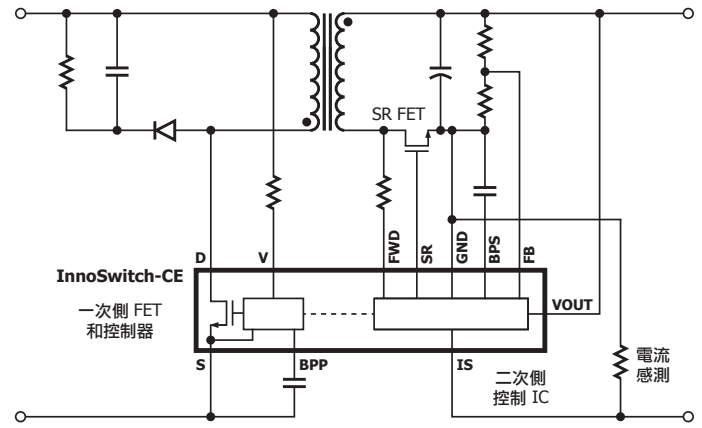 SR FET
D
V
FWD
SR
GND
BPS
FB
InnoSwitch-CE
VOUT
一次側 FET
和控制器
S
BPP
IS
二次側
控制 IC
電流
感測